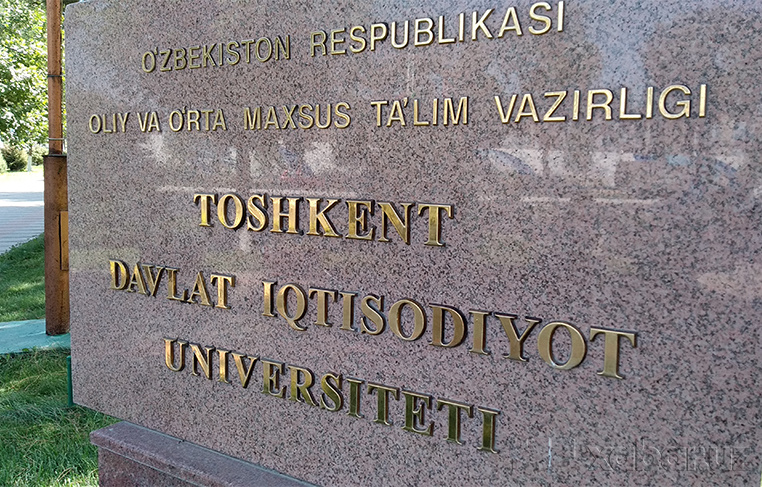 O'ZBEKISTON RESPUBLIKASI
OLIY VA O'RTA MAXSUS TA'LIM VAZIRLIGI
TOSHKENT
DAVLAT IQTISODIYOT
UNIVERSITETI